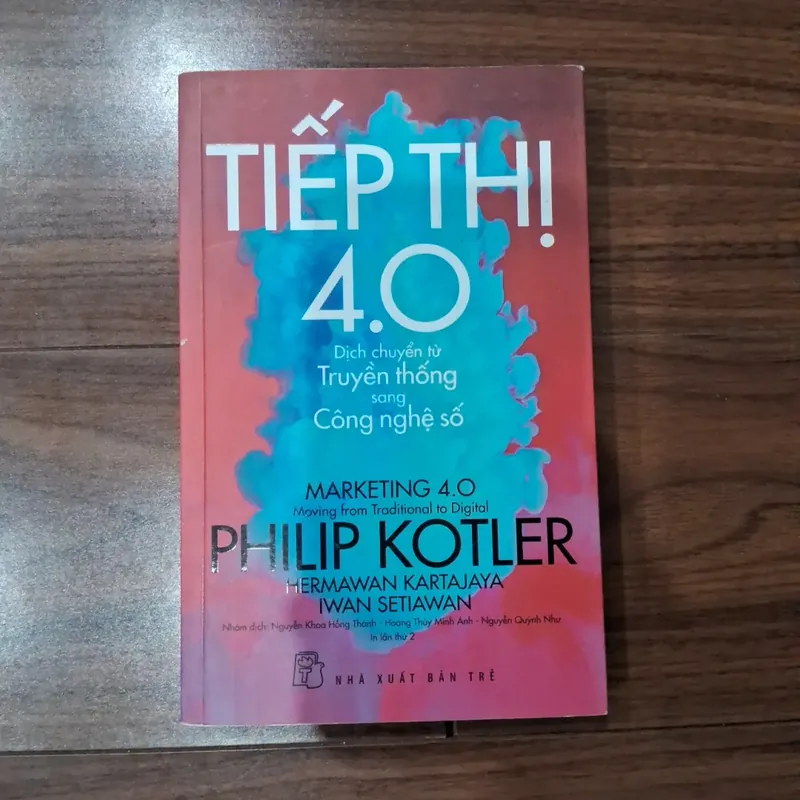 TIẾP THỊ
4.0
Dịch chuyển từ
Truyền thống
sang
Công nghệ số
MARKETING 4.0
Moving from Traditional to Digital
PHILIP KOTLER
HERMAWAN KARTAJAYA
IWAN SETIAWAN
Nhóm dịch: Nguyễn Khoa Hồng Thành - Hoàng Thùy Minh Anh - Nguyễn Quỳnh Như
In lần thứ 2
NHÀ XUẤT BẢN TRẺ